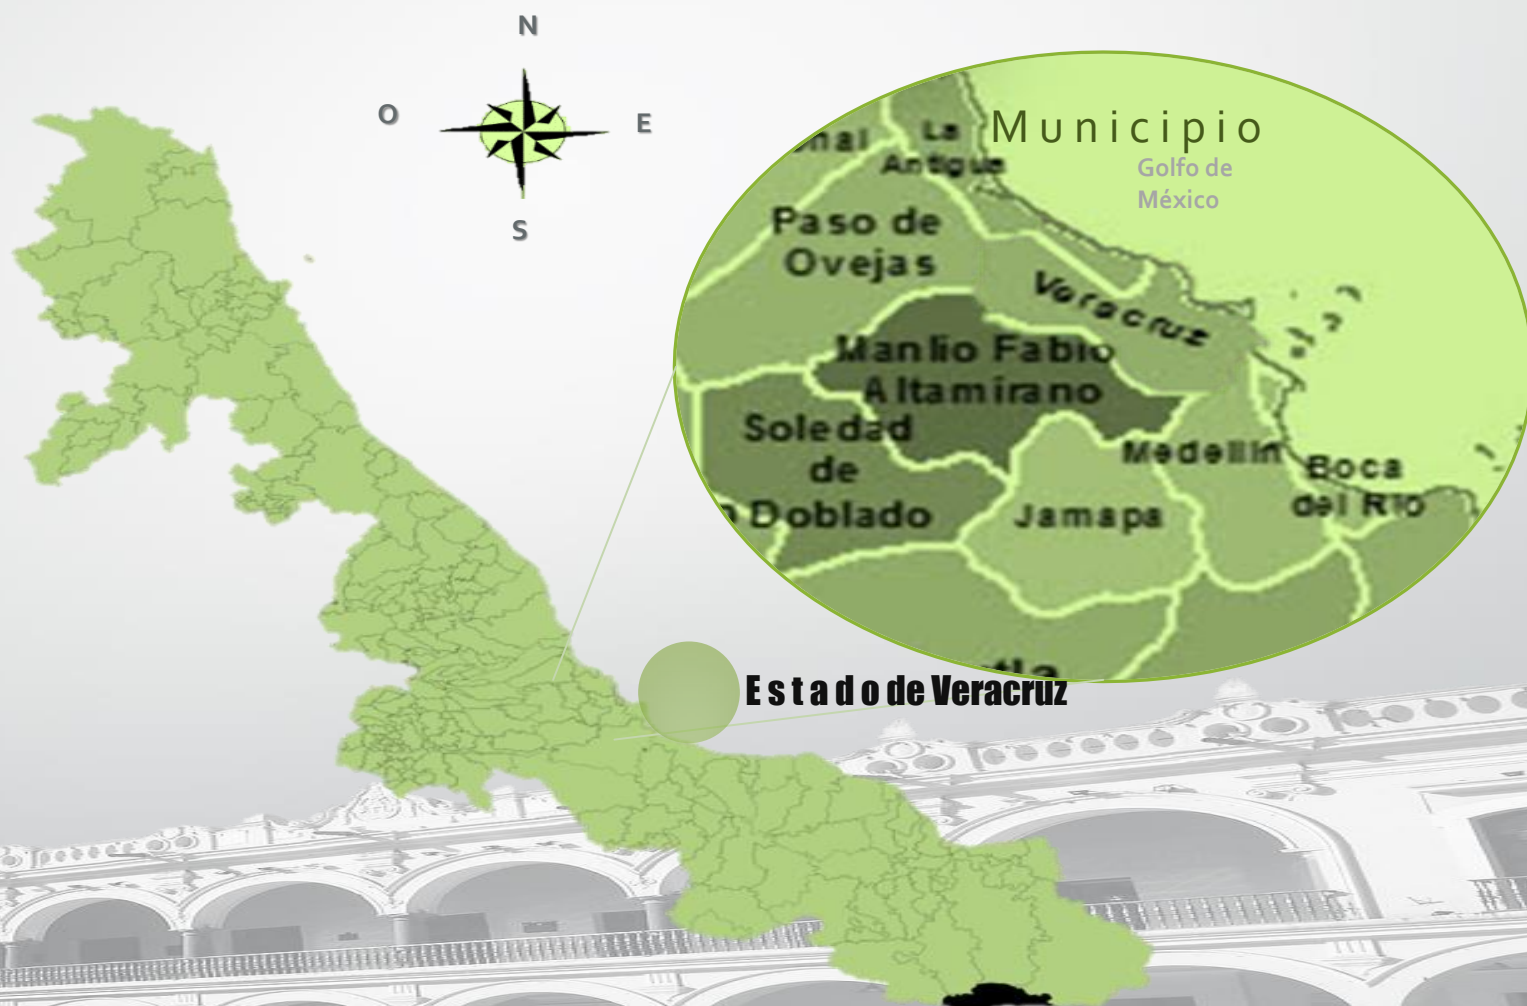 N
O
E
S
Municipio
Golfo de
México
La
Antigua
Paso de
Ovejas
Veracruz
Manlio Fabio
Altamirano
Soledad
de
Doblado
Medellín
Boca
del Río
Jamapa
Estado de Veracruz